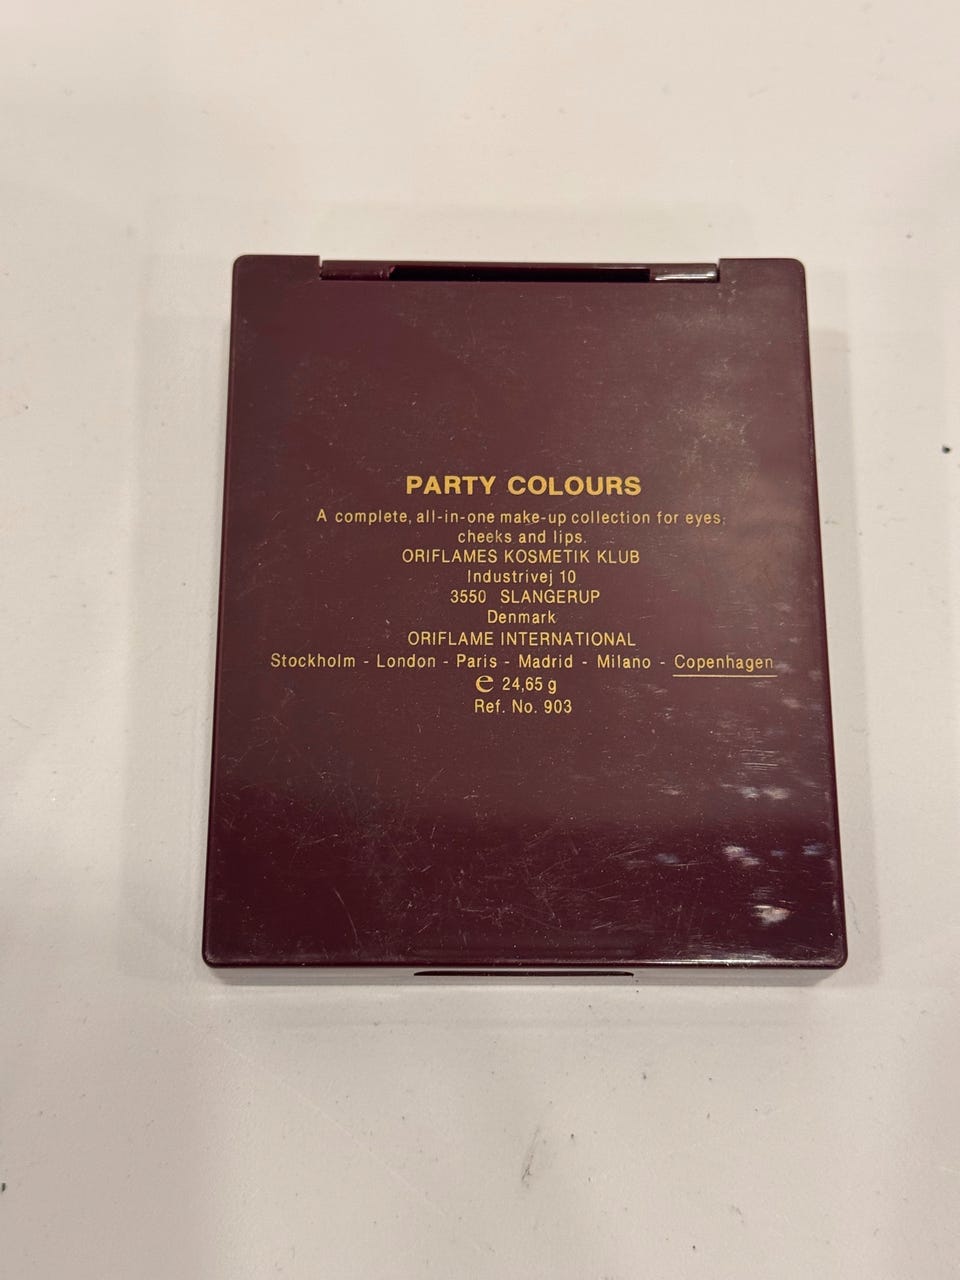 PARTY COLOURS
A complete, all-in-one make-up collection for eyes,
cheeks and lips.
ORIFLAMES KOSMETIK KLUB
Industrivej 10
3550 SLANGERUP
Denmark
ORIFLAME INTERNATIONAL
Stockholm - London - Paris - Madrid - Milano - Copenhagen
℮ 24,65 g
Ref. No. 903